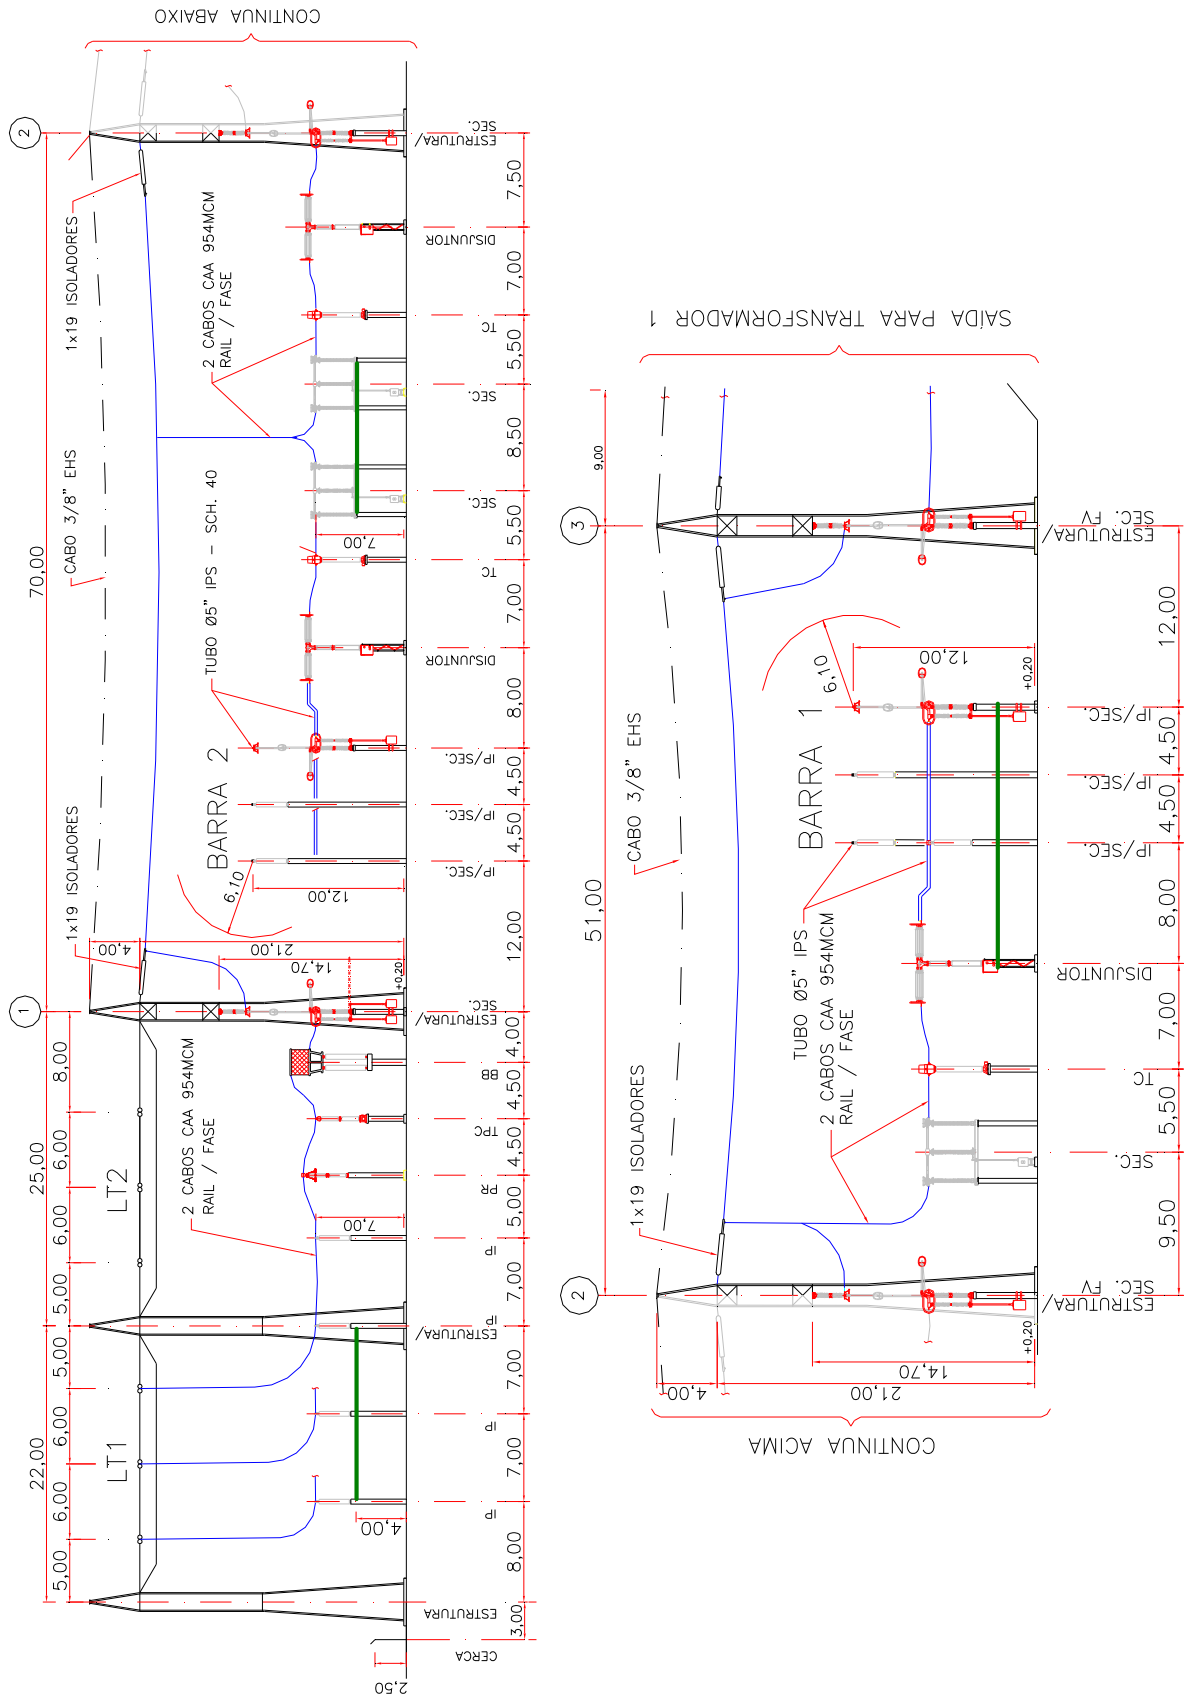 CONTINUA ABAIXO
2
70,00
1x19 ISOLADORES
CABO 3/8" EHS
2 CABOS CAA 954MCM
RAIL / FASE
TUBO Ø5" IPS - SCH. 40
BARRA 2
1x19 ISOLADORES
6,10
12,00
7,00
4,00
21,00
14,70
+0,20
1
25,00
22,00
5,00
6,00
6,00
5,00
5,00
6,00
6,00
8,00
LT1
LT2
2 CABOS CAA 954MCM
RAIL / FASE
7,00
4,00
2,50
CERCA
ESTRUTURA
IP
IP
ESTRUTURA/
IP
IP
PR
TPC
BB
ESTRUTURA/
SEC.
IP/SEC.
IP/SEC.
IP/SEC.
DISJUNTOR
TC
SEC.
SEC.
TC
DISJUNTOR
ESTRUTURA/
SEC.
3,00
8,00
7,00
7,00
7,00
5,00
4,50
4,50
4,00
12,00
4,50
4,50
8,00
7,00
5,50
8,50
5,50
7,00
7,50
SAÍDA PARA TRANSFORMADOR 1
3
9,00
51,00
CABO 3/8" EHS
1x19 ISOLADORES
BARRA 1
6,10
12,00
+0,20
TUBO Ø5" IPS
2 CABOS CAA 954MCM
RAIL / FASE
2
4,00
21,00
14,70
+0,20
CONTINUA ACIMA
ESTRUTURA/
SEC. FV
SEC.
TC
DISJUNTOR
IP/SEC.
IP/SEC.
IP/SEC.
ESTRUTURA/
SEC. FV
9,50
5,50
7,00
8,00
4,50
4,50
12,00